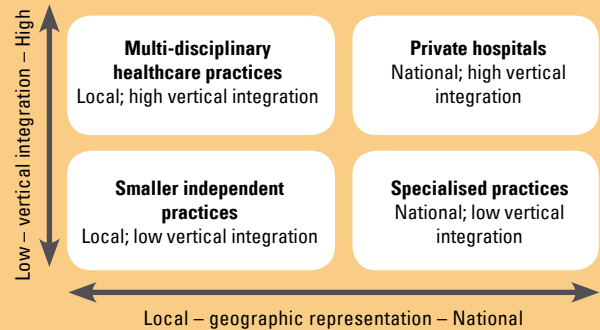 Low – vertical integration – High
Multi-disciplinary
healthcare practices
Local; high vertical integration
Private hospitals
National; high vertical
integration
Smaller independent
practices
Local; low vertical integration
Specialised practices
National; low vertical
integration
Local – geographic representation – National